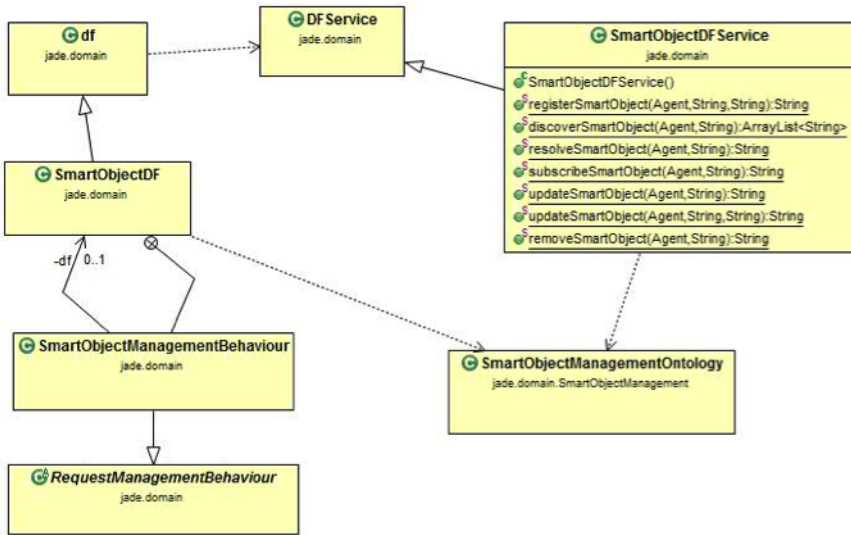 df
jade.domain
DFService
jade.domain
SmartObjectDFService
jade.domain
SmartObjectDFService()
registerSmartObject(Agent,String,String):String
discoverSmartObject(Agent,String):ArrayList<String>
resolveSmartObject(Agent,String):String
subscribeSmartObject(Agent,String):String
updateSmartObject(Agent,String):String
updateSmartObject(Agent,String,String):String
removeSmartObject(Agent,String):String
SmartObjectDF
jade.domain
-df 0..1
SmartObjectManagementBehaviour
jade.domain
SmartObjectManagementOntology
jade.domain.SmartObjectManagement
RequestManagementBehaviour
jade.domain